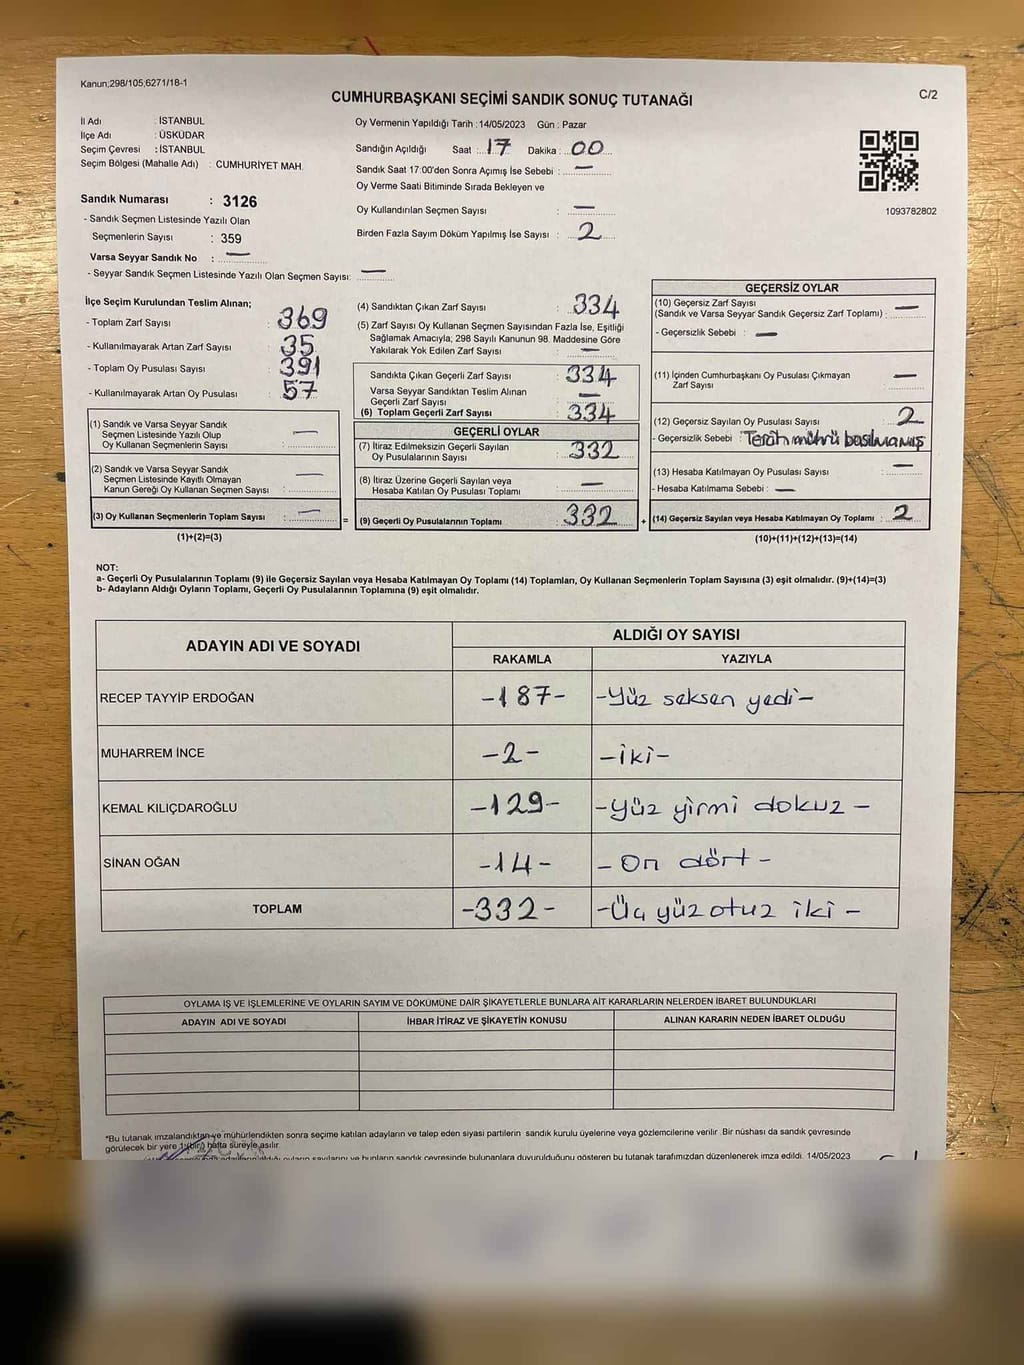 Kanun;298/105;6271/18-1
CUMHURBAŞKANI SEÇİMİ SANDIK SONUÇ TUTANAĞI
C/2
İl Adı : İSTANBUL
İlçe Adı : ÜSKÜDAR
Seçim Çevresi : İSTANBUL
Seçim Bölgesi (Mahalle Adı) : CUMHURİYET MAH.
Oy Vermenin Yapıldığı Tarih :14/05/2023 Gün : Pazar
Sandığın Açıldığı Saat : 17 Dakika : 00
Sandık Saat 17:00'den Sonra Açımış İse Sebebi : —
Oy Verme Saati Bitiminde Sırada Bekleyen ve
Oy Kullandırılan Seçmen Sayısı : —
Birden Fazla Sayım Döküm Yapılmış İse Sayısı : 2
1093782802
Sandık Numarası : 3126
- Sandık Seçmen Listesinde Yazılı Olan
Seçmenlerin Sayısı : 359
Varsa Seyyar Sandık No : —
- Seyyar Sandık Seçmen Listesinde Yazılı Olan Seçmen Sayısı: —
İlçe Seçim Kurulundan Teslim Alınan;
- Toplam Zarf Sayısı : 369
- Kullanılmayarak Artan Zarf Sayısı : 35
- Toplam Oy Pusulası Sayısı : 391
- Kullanılmayarak Artan Oy Pusulası : 57
(1) Sandık ve Varsa Seyyar Sandık
Seçmen Listesinde Yazılı Olup
Oy Kullanan Seçmenlerin Sayısı : —
(2) Sandık ve Varsa Seyyar Sandık
Seçmen Listesinde Kayıtlı Olmayan
Kanun Gereği Oy Kullanan Seçmen Sayısı : —
(3) Oy Kullanan Seçmenlerin Toplam Sayısı : — =
(1)+(2)=(3)
(4) Sandıktan Çıkan Zarf Sayısı : 334
(5) Zarf Sayısı Oy Kullanan Seçmen Sayısından Fazla İse, Eşitliği
Sağlamak Amacıyla; 298 Sayılı Kanunun 98. Maddesine Göre
Yakılarak Yok Edilen Zarf Sayısı : —
Sandıkta Çıkan Geçerli Zarf Sayısı : 334
Varsa Seyyar Sandıktan Teslim Alınan
Geçerli Zarf Sayısı : —
(6) Toplam Geçerli Zarf Sayısı : 334
GEÇERLİ OYLAR
(7) İtiraz Edilmeksizin Geçerli Sayılan
Oy Pusulalarının Sayısı : 332
(8) İtiraz Üzerine Geçerli Sayılan veya
Hesaba Katılan Oy Pusulası Toplamı : —
(9) Geçerli Oy Pusulalarının Toplamı : 332 +
GEÇERSİZ OYLAR
(10) Geçersiz Zarf Sayısı
(Sandık ve Varsa Seyyar Sandık Geçersiz Zarf Toplamı) : —
- Geçersizlik Sebebi : —
(11) İçinden Cumhurbaşkanı Oy Pusulası Çıkmayan
Zarf Sayısı : —
(12) Geçersiz Sayılan Oy Pusulası Sayısı : 2
- Geçersizlik Sebebi : Tercih mührü basılmamış
(13) Hesaba Katılmayan Oy Pusulası Sayısı : —
- Hesaba Katılmama Sebebi : —
(14) Geçersiz Sayılan veya Hesaba Katılmayan Oy Toplamı : 2
(10)+(11)+(12)+(13)=(14)
NOT:
a- Geçerli Oy Pusulalarının Toplamı (9) ile Geçersiz Sayılan veya Hesaba Katılmayan Oy Toplamı (14) Toplamları, Oy Kullanan Seçmenlerin Toplam Sayısına (3) eşit olmalıdır. (9)+(14)=(3)
b- Adayların Aldığı Oyların Toplamı, Geçerli Oy Pusulalarının Toplamına (9) eşit olmalıdır.
ADAYIN ADI VE SOYADI ALDIĞI OY SAYISI
RAKAMLA YAZIYLA
RECEP TAYYİP ERDOĞAN -187- -Yüz seksen yedi-
MUHARREM İNCE -2- -iki-
KEMAL KILIÇDAROĞLU -129- -Yüz yirmi dokuz -
SİNAN OĞAN -14- - On dört -
TOPLAM -332- -Üç yüz otuz iki -
OYLAMA İŞ VE İŞLEMLERİNE VE OYLARIN SAYIM VE DÖKÜMÜNE DAİR ŞİKAYETLERLE BUNLARA AİT KARARLARIN NELERDEN İBARET BULUNDUKLARI
ADAYIN ADI VE SOYADI İHBAR İTİRAZ VE ŞİKAYETİN KONUSU ALINAN KARARIN NEDEN İBARET OLDUĞU
*Bu tutanak imzalandıktan ve mühürlendikten sonra seçime katılan adayların ve talep eden siyasi partilerin sandık kurulu üyelerine veya gözlemcilerine verilir .Bir nüshası da sandık çevresinde
görülecek bir yere 1 (bir) hafta süreyle asılır.
oyların sayılarını ve bunların sandık çevresinde bulunanlara duyurulduğunu gösteren bu tutanak tarafımızdan düzenlenerek imza edildi. 14/05/2023